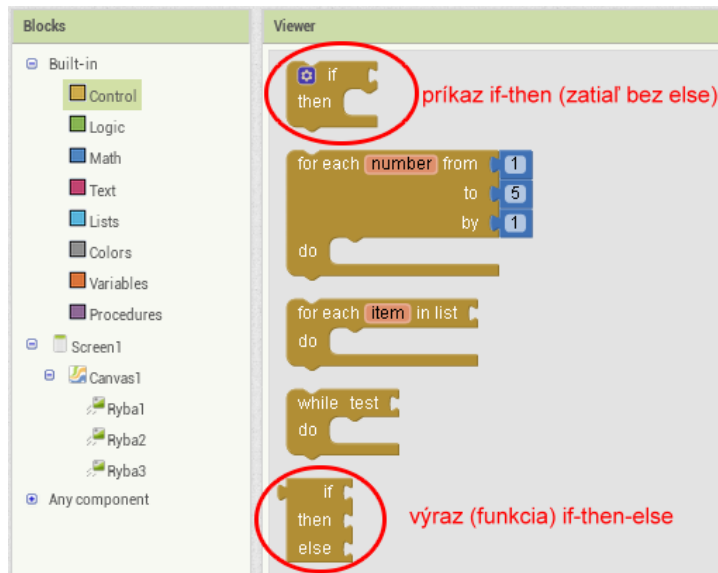 Blocks
Built-in
Control
Logic
Math
Text
Lists
Colors
Variables
Procedures
Screen1
Canvas1
Ryba1
Ryba2
Ryba3
Any component
Viewer
if
then
príkaz if-then (zatiaľ bez else)
for each number from 1
to 5
by 1
do
for each item in list
do
while test
do
if
then
else
výraz (funkcia) if-then-else